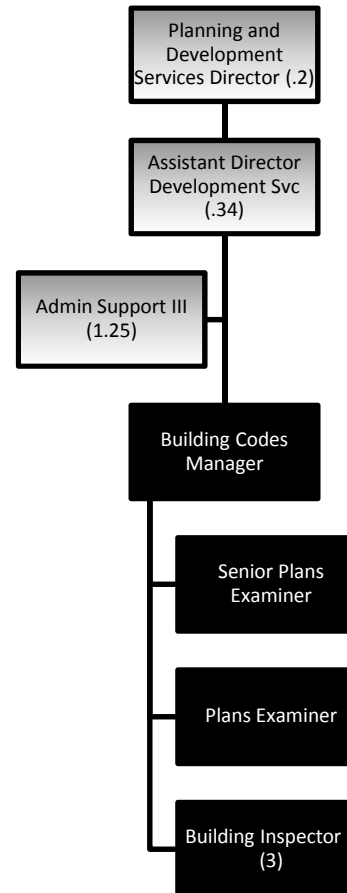 Planning and
Development
Services Director (.2)
Assistant Director
Development Svc
(.34)
Admin Support III
(1.25)
Building Codes
Manager
Senior Plans
Examiner
Plans Examiner
Building Inspector
(3)